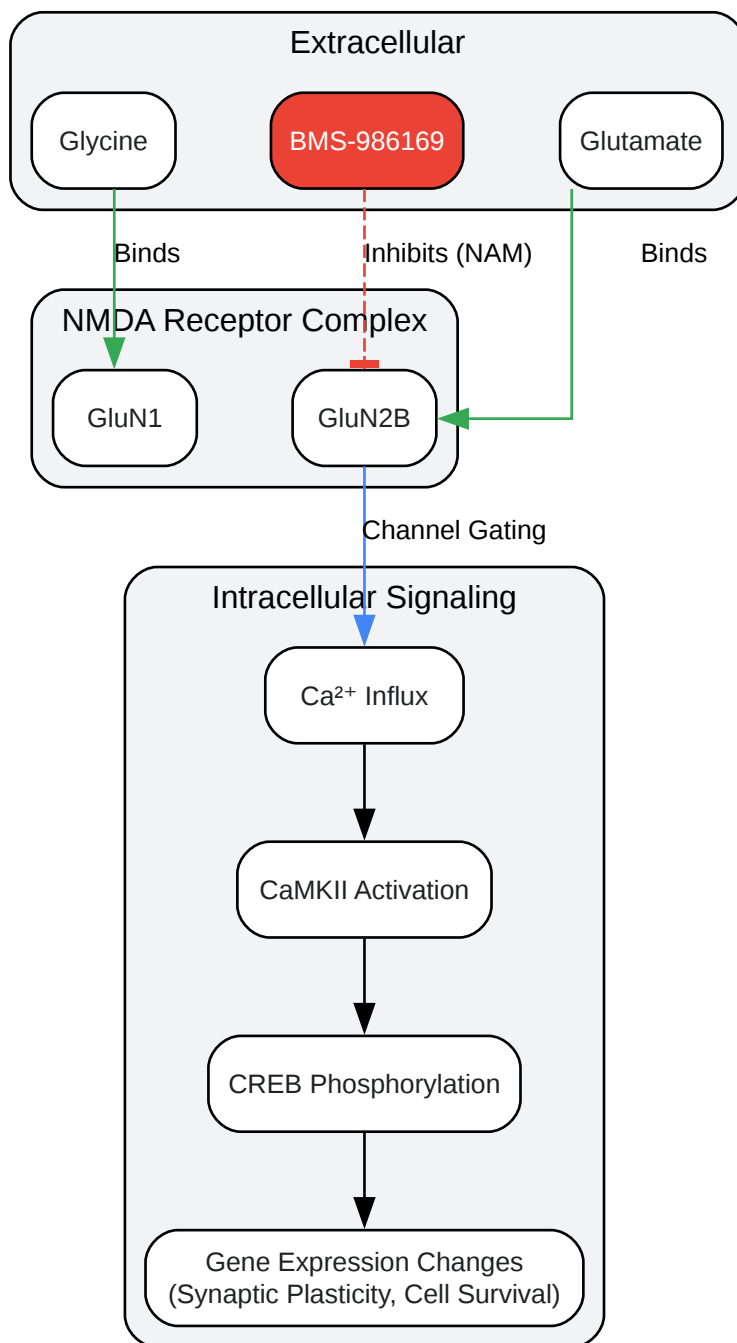 Extracellular
Glycine
BMS-986169
Glutamate
Binds
Inhibits (NAM)
Binds
NMDA Receptor Complex
GluN1
GluN2B
Channel Gating
Intracellular Signaling
Ca²⁺ Influx
CaMKII Activation
CREB Phosphorylation
Gene Expression Changes
(Synaptic Plasticity, Cell Survival)